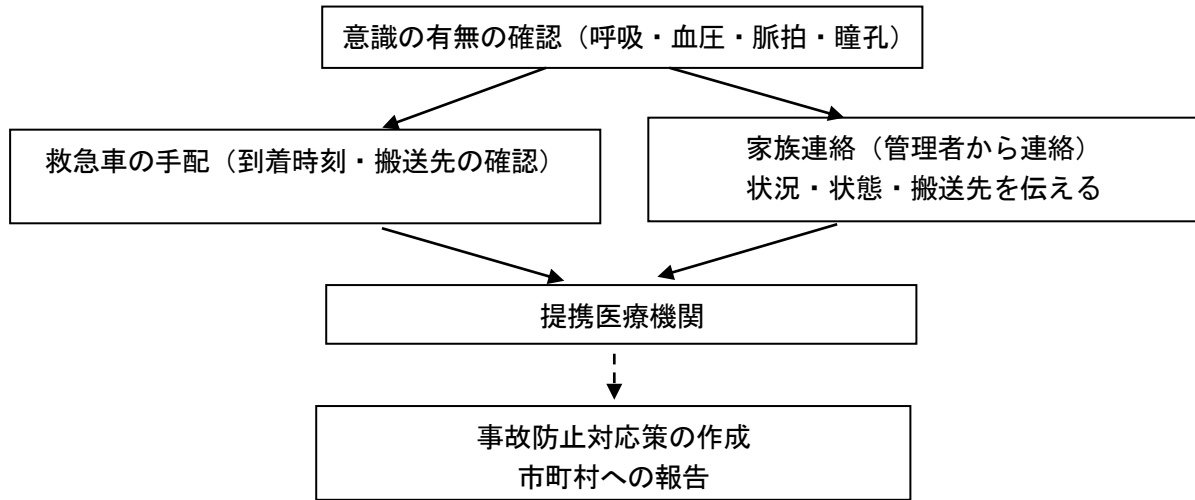 意識の有無の確認（呼吸・血圧・脈拍・瞳孔）
救急車の手配（到着時刻・搬送先の確認）
家族連絡（管理者から連絡）
状況・状態・搬送先を伝える
提携医療機関
事故防止対応策の作成
市町村への報告